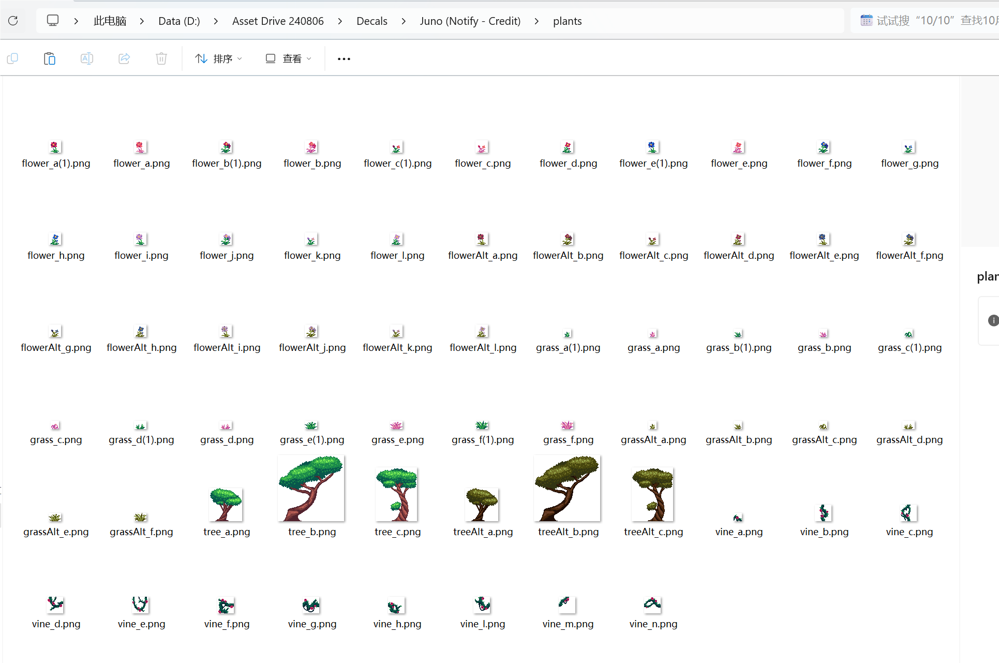 此电脑 > Data (D:) > Asset Drive 240806 > Decals > Juno (Notify - Credit) > plants
试试搜“10/10”查找10
排序 查看
flower_a(1).png flower_a.png flower_b(1).png flower_b.png flower_c(1).png flower_c.png flower_d.png flower_e(1).png flower_e.png flower_f.png flower_g.png
flower_h.png flower_i.png flower_j.png flower_k.png flower_l.png flowerAlt_a.png flowerAlt_b.png flowerAlt_c.png flowerAlt_d.png flowerAlt_e.png flowerAlt_f.png
plan
flowerAlt_g.png flowerAlt_h.png flowerAlt_i.png flowerAlt_j.png flowerAlt_k.png flowerAlt_l.png grass_a(1).png grass_a.png grass_b(1).png grass_b.png grass_c(1).png
grass_c.png grass_d(1).png grass_d.png grass_e(1).png grass_e.png grass_f(1).png grass_f.png grassAlt_a.png grassAlt_b.png grassAlt_c.png grassAlt_d.png
grassAlt_e.png grassAlt_f.png tree_a.png tree_b.png tree_c.png treeAlt_a.png treeAlt_b.png treeAlt_c.png vine_a.png vine_b.png vine_c.png
vine_d.png vine_e.png vine_f.png vine_g.png vine_h.png vine_l.png vine_m.png vine_n.png